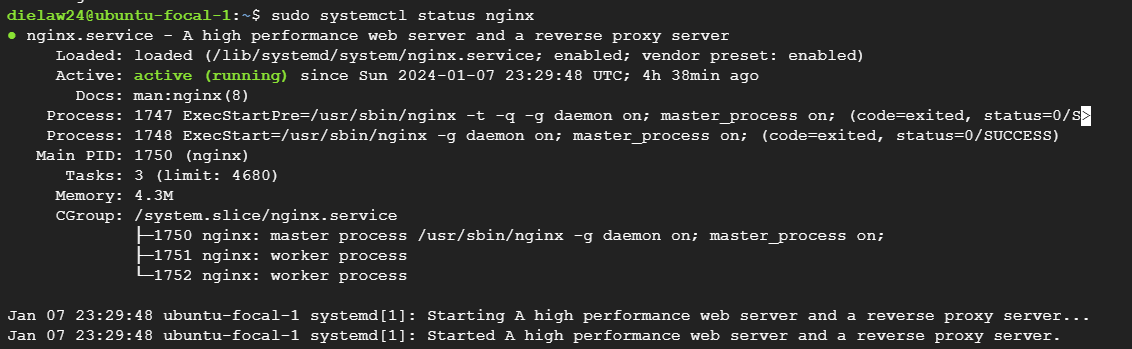 dielaw24@ubuntu-focal-1:~$ sudo systemctl status nginx
● nginx.service - A high performance web server and a reverse proxy server
     Loaded: loaded (/lib/systemd/system/nginx.service; enabled; vendor preset: enabled)
     Active: active (running) since Sun 2024-01-07 23:29:48 UTC; 4h 38min ago
       Docs: man:nginx(8)
    Process: 1747 ExecStartPre=/usr/sbin/nginx -t -q -g daemon on; master_process on; (code=exited, status=0/S>
    Process: 1748 ExecStart=/usr/sbin/nginx -g daemon on; master_process on; (code=exited, status=0/SUCCESS)
   Main PID: 1750 (nginx)
      Tasks: 3 (limit: 4680)
     Memory: 4.3M
     CGroup: /system.slice/nginx.service
             ├─1750 nginx: master process /usr/sbin/nginx -g daemon on; master_process on;
             ├─1751 nginx: worker process
             └─1752 nginx: worker process

Jan 07 23:29:48 ubuntu-focal-1 systemd[1]: Starting A high performance web server and a reverse proxy server...
Jan 07 23:29:48 ubuntu-focal-1 systemd[1]: Started A high performance web server and a reverse proxy server.